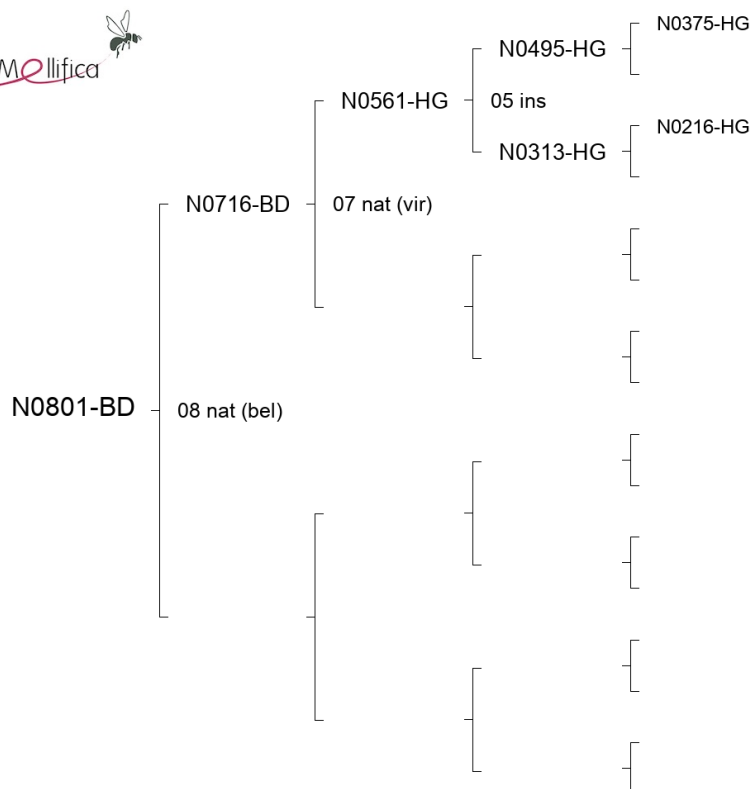 Mellifica
N0375-HG
N0495-HG
N0561-HG
05 ins
N0313-HG
N0216-HG
N0716-BD
07 nat (vir)
N0801-BD
08 nat (bel)